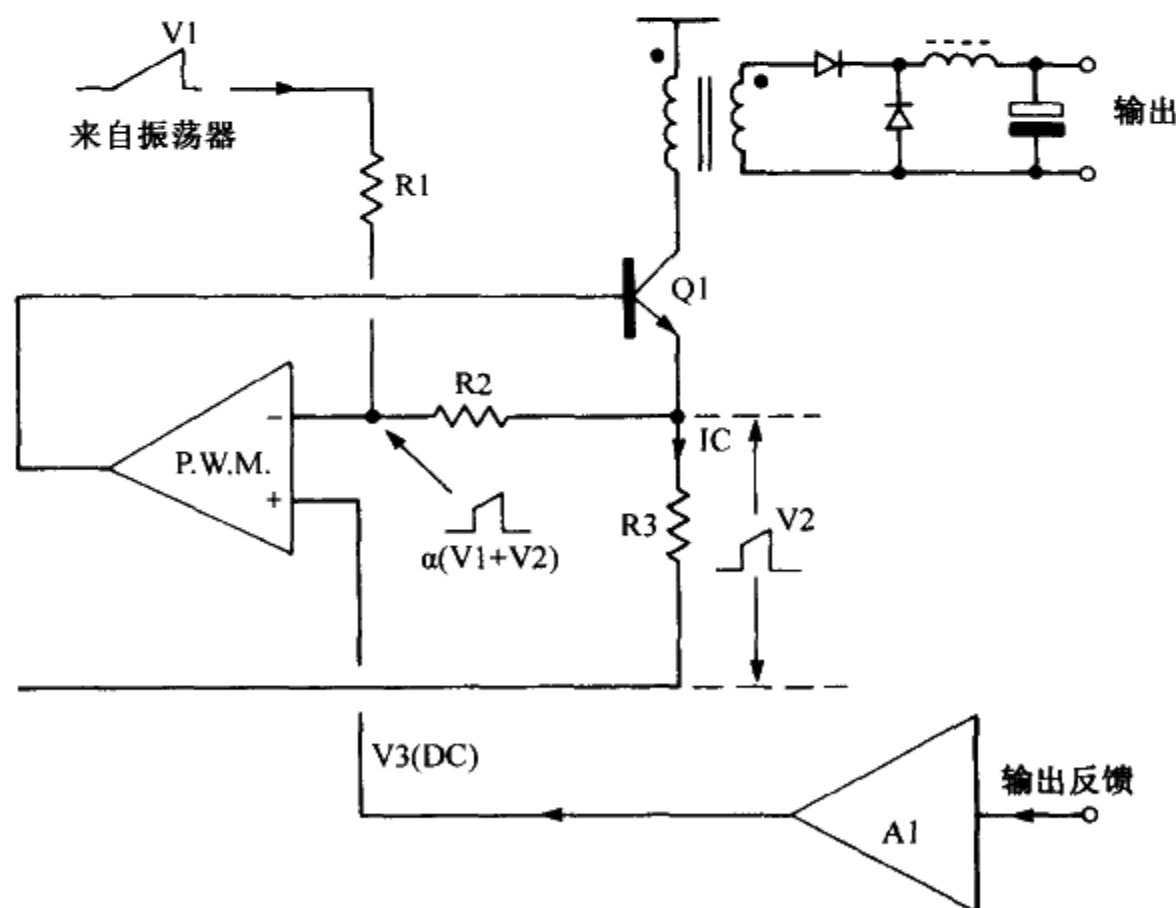 V1
来自振荡器
R1
输出
Q1
R2
IC
P.W.M.
−
+
α(V1+V2)
R3
V2
V3(DC)
输出反馈
A1